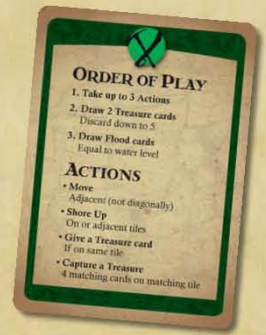 ORDER OF PLAY
1. Take up to 3 Actions
2. Draw 2 Treasure cards
Discard down to 5
3. Draw Flood cards
Equal to water level
ACTIONS
• Move
Adjacent (not diagonally)
• Shore Up
On or adjacent tiles
• Give a Treasure card
If on same tile
• Capture a Treasure
4 matching cards on matching tile